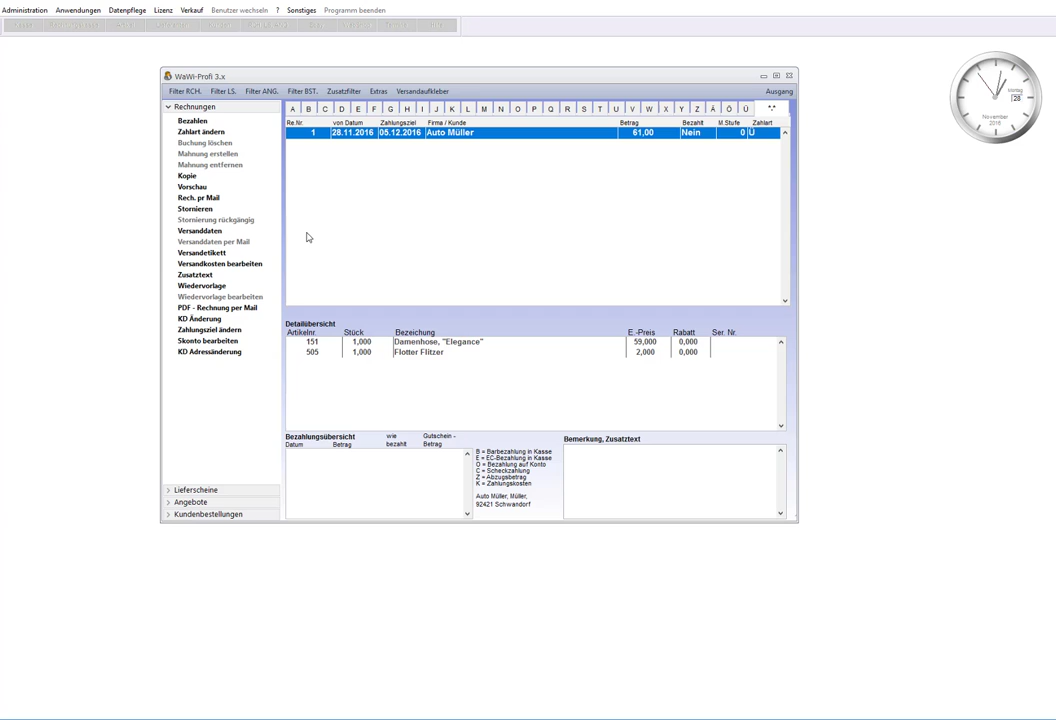 Administration Anwendungen Datenpflege Lizenz Verkauf Benutzer wechseln ? Sonstiges Programm beenden
WaWi-Profi 3.x
Filter RCH. Filter LS. Filter ANG. Filter BST. Zusatzfilter Extras Versandaufkleber Ausgang
Rechnungen
A B C D E F G H I J K L M N O P Q R S T U V W X Y Z Ä Ö Ü *.*
Re.Nr. von Datum Zahlungsziel Firma / Kunde Betrag Bezahlt M.Stufe Zahlart
1 28.11.2016 05.12.2016 Auto Müller 61,00 Nein 0 Ü
Bezahlen
Zahlart ändern
Buchung löschen
Mahnung erstellen
Mahnung entfernen
Kopie
Vorschau
Rech. pr Mail
Stornieren
Stornierung rückgängig
Versanddaten
Versanddaten per Mail
Versandetikett
Versandkosten bearbeiten
Zusatztext
Wiedervorlage
Wiedervorlage bearbeiten
PDF - Rechnung per Mail
KD Änderung
Zahlungsziel ändern
Skonto bearbeiten
KD Adressänderung
Lieferscheine
Angebote
Kundenbestellungen
Detailübersicht
Artikelnr. Stück Bezeichung E.-Preis Rabatt Ser. Nr.
151 1,000 Damenhose, "Elegance" 59,000 0,000
505 1,000 Flotter Flitzer 2,000 0,000
Bezahlungsübersicht
Datum Betrag wie bezahlt Gutschein - Betrag
B = Barbezahlung in Kasse
E = EC-Bezahlung in Kasse
O = Bezahlung auf Konto
C = Scheckzahlung
Z = Abzugsbetrag
K = Zahlungskosten
Auto Müller, Müller,
92421 Schwandorf
Bemerkung, Zusatztext
Montag
28
November
2016